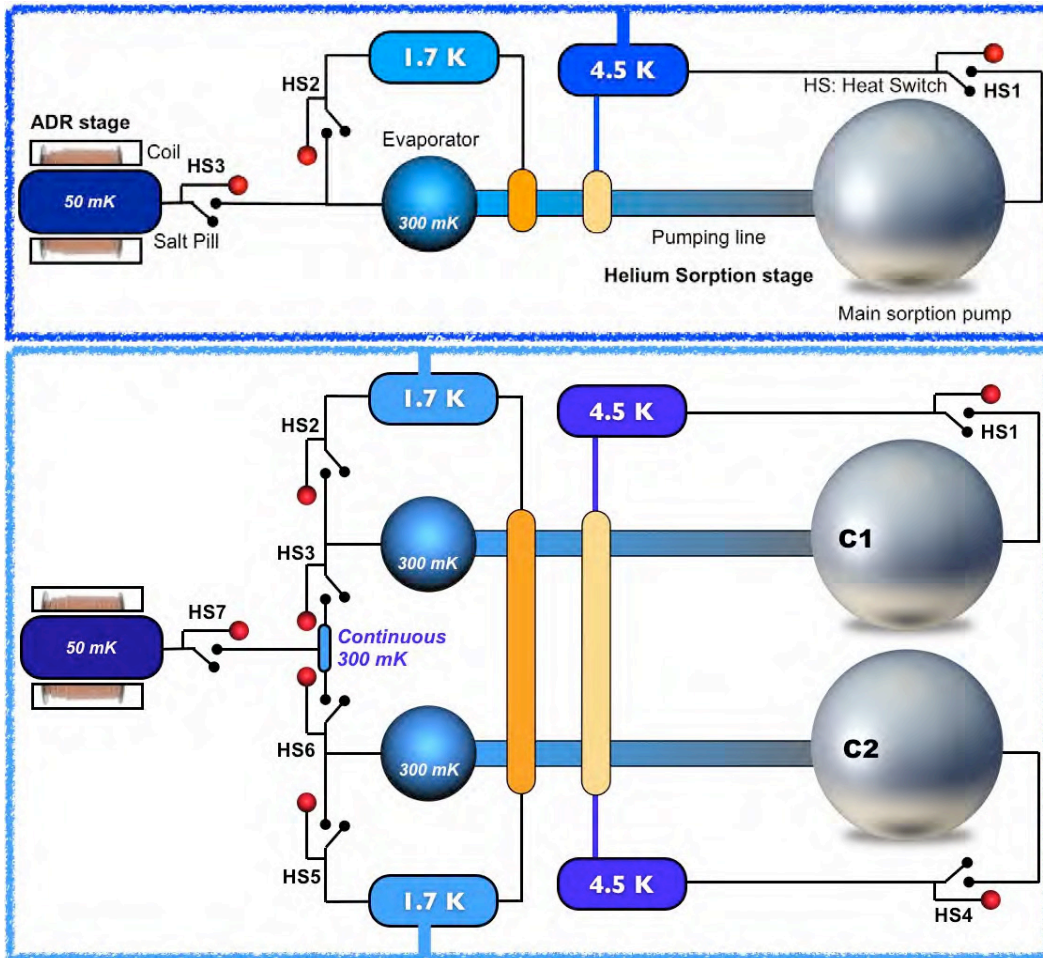 1.7 K
4.5 K
HS2
HS: Heat Switch
HS1
ADR stage
Coil
Evaporator
HS3
50 mK
300 mK
Salt Pill
Pumping line
Helium Sorption stage
Main sorption pump
50 mK
1.7 K
4.5 K
HS2
HS1
C1
300 mK
HS3
HS7
Continuous
300 mK
50 mK
C2
HS6
300 mK
HS5
1.7 K
4.5 K
HS4